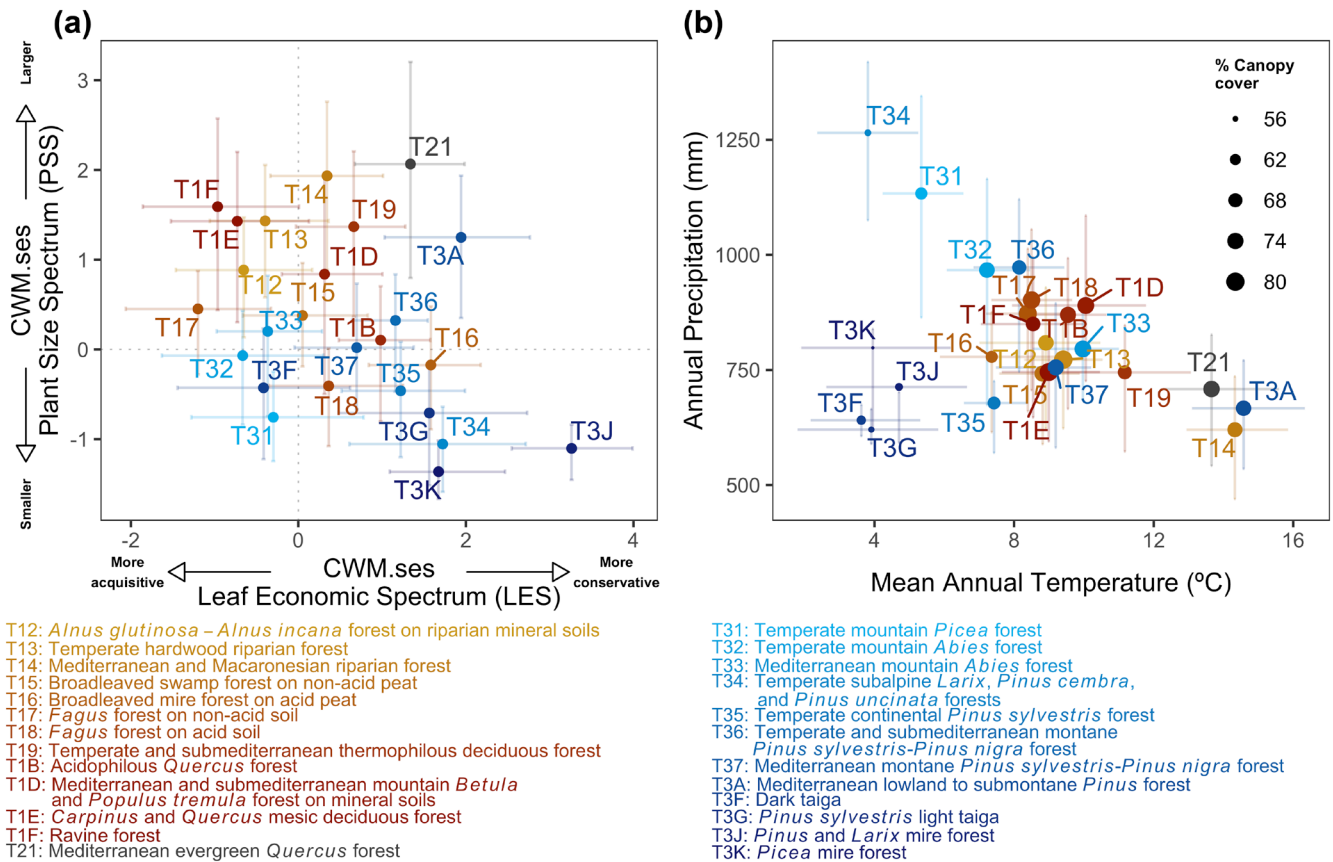 (a)
Larger
CWM.ses
Plant Size Spectrum (PSS)
Smaller
3
2
1
0
-1
-2
0
2
4
T21
T14
T1F
T19
T1E
T13
T3A
T1D
T12
T15
T36
T17
T33
T1B
T16
T32
T3F
T37
T35
T18
T31
T3G
T34
T3J
T3K
More
acquisitive
CWM.ses
Leaf Economic Spectrum (LES)
More
conservative
(b)
Annual Precipitation (mm)
1250
1000
750
500
4
8
12
16
Mean Annual Temperature (ºC)
% Canopy
cover
56
62
68
74
80
T34
T31
T32
T36
T17
T18
T1D
T1F
T1B
T33
T3K
T16
T12
T13
T3J
T21
T15
T37
T19
T3A
T3F
T35
T1E
T3G
T14
T12: Alnus glutinosa – Alnus incana forest on riparian mineral soils
T13: Temperate hardwood riparian forest
T14: Mediterranean and Macaronesian riparian forest
T15: Broadleaved swamp forest on non-acid peat
T16: Broadleaved mire forest on acid peat
T17: Fagus forest on non-acid soil
T18: Fagus forest on acid soil
T19: Temperate and submediterranean thermophilous deciduous forest
T1B: Acidophilous Quercus forest
T1D: Mediterranean and submediterranean mountain Betula
and Populus tremula forest on mineral soils
T1E: Carpinus and Quercus mesic deciduous forest
T1F: Ravine forest
T21: Mediterranean evergreen Quercus forest
T31: Temperate mountain Picea forest
T32: Temperate mountain Abies forest
T33: Mediterranean mountain Abies forest
T34: Temperate subalpine Larix, Pinus cembra,
and Pinus uncinata forests
T35: Temperate continental Pinus sylvestris forest
T36: Temperate and submediterranean montane
Pinus sylvestris-Pinus nigra forest
T37: Mediterranean montane Pinus sylvestris-Pinus nigra forest
T3A: Mediterranean lowland to submontane Pinus forest
T3F: Dark taiga
T3G: Pinus sylvestris light taiga
T3J: Pinus and Larix mire forest
T3K: Picea mire forest